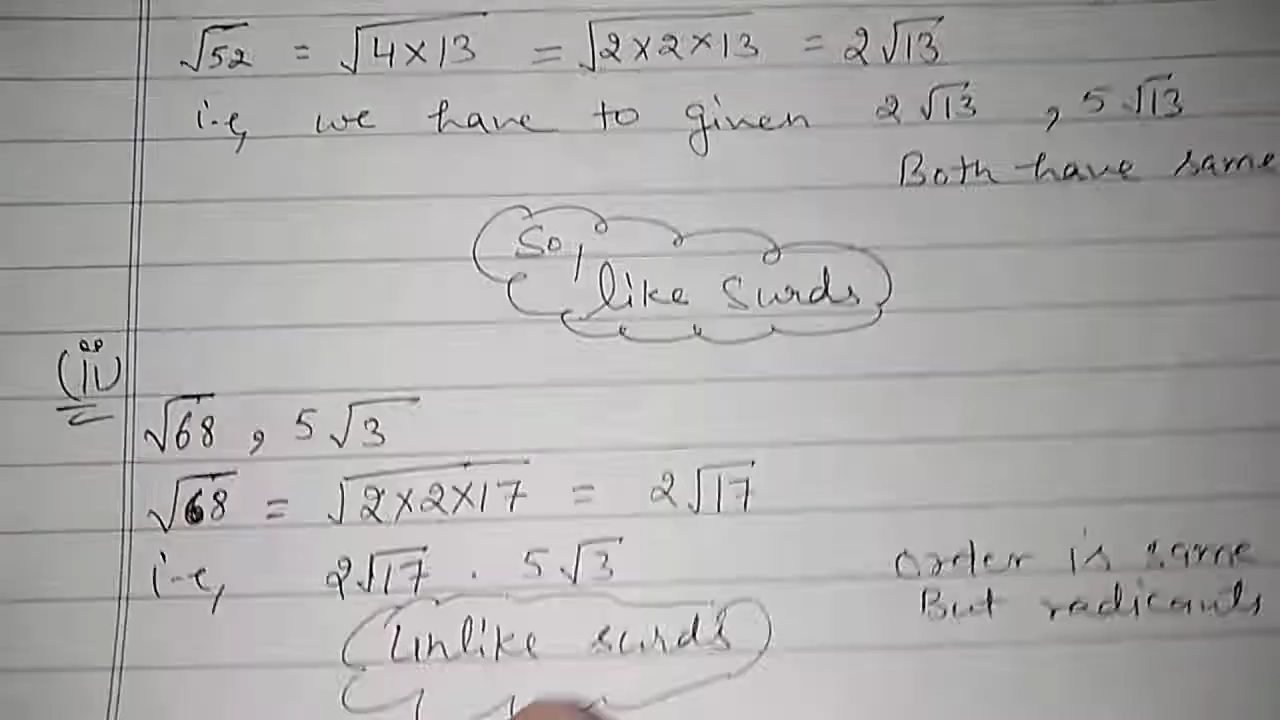 √52 = √4×13 = √2×2×13 = 2√13
i.e, we have to given 2√13 , 5√13
Both have same
So,
like Surds
(ii)
√68 , 5√3
√68 = √2×2×17 = 2√17
i.e, 2√17 . 5√3
order is same
But radicands
Unlike surds